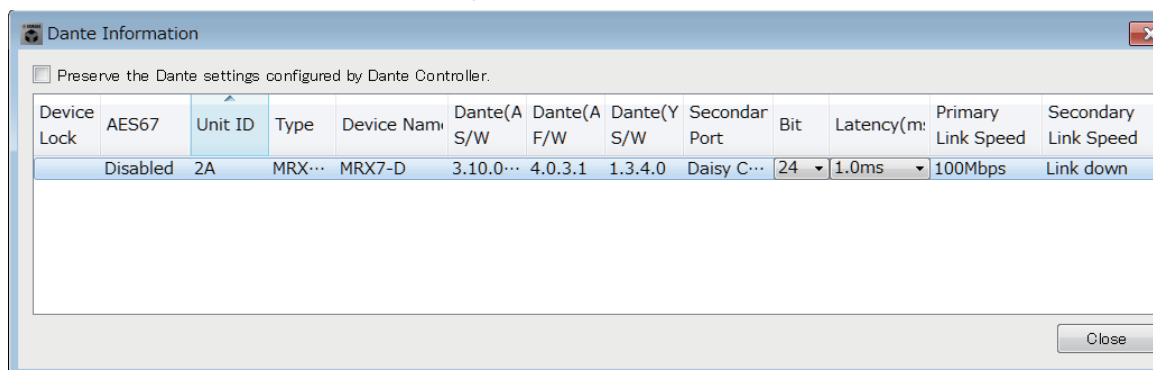 Dante Information
Preserve the Dante settings configured by Dante Controller.
Device Lock AES67 Unit ID Type Device Nam Dante(A S/W Dante(A F/W Dante(Y S/W Secondar Port Bit Latency(m Primary Link Speed Secondary Link Speed
Disabled 2A MRX… MRX7-D 3.10.0… 4.0.3.1 1.3.4.0 Daisy C… 24 1.0ms 100Mbps Link down
Close